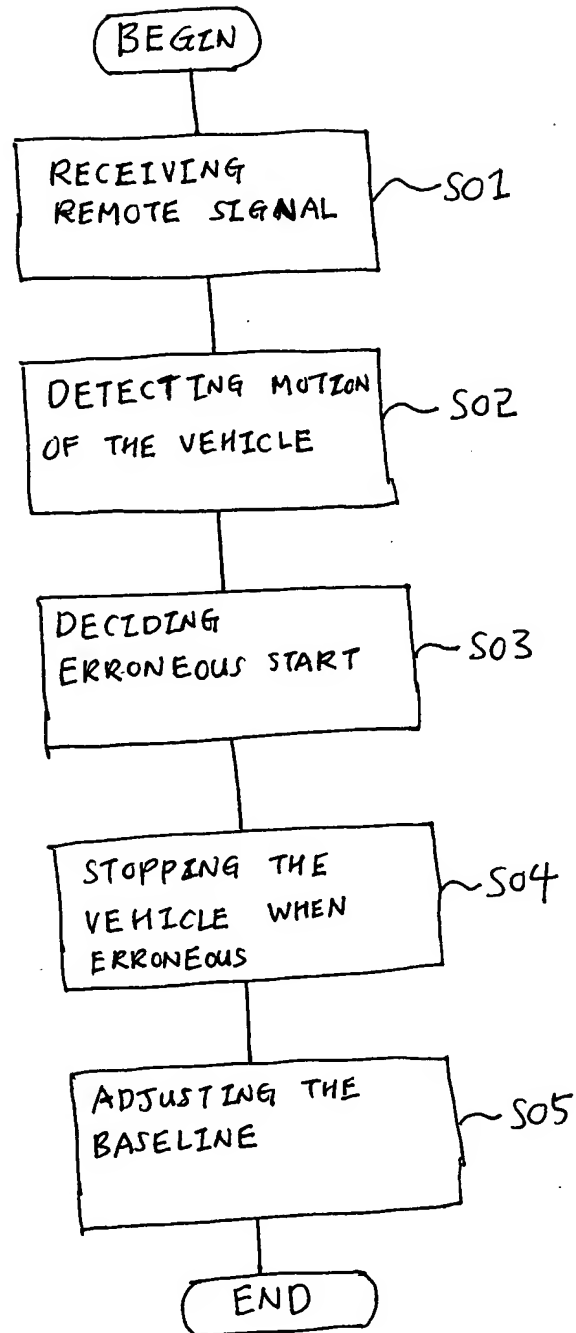 BEGIN
RECEIVING
REMOTE SIGNAL
S01
DETECTING MOTION
OF THE VEHICLE
S02
DECIDING
ERRONEOUS START
S03
STOPPING THE
VEHICLE WHEN
ERRONEOUS
S04
ADJUSTING THE
BASELINE
S05
END